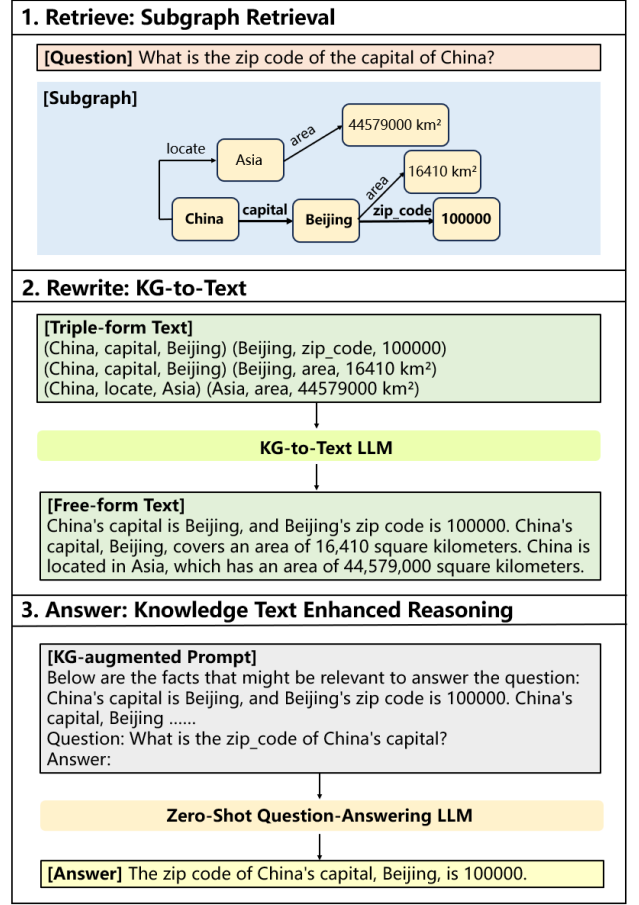 1. Retrieve: Subgraph Retrieval
[Question] What is the zip code of the capital of China?
[Subgraph]
44579000 km²
area
locate
Asia
16410 km²
area
China
capital
Beijing
zip_code
100000
2. Rewrite: KG-to-Text
[Triple-form Text]
(China, capital, Beijing) (Beijing, zip_code, 100000)
(China, capital, Beijing) (Beijing, area, 16410 km²)
(China, locate, Asia) (Asia, area, 44579000 km²)
KG-to-Text LLM
[Free-form Text]
China's capital is Beijing, and Beijing's zip code is 100000. China's
capital, Beijing, covers an area of 16,410 square kilometers. China is
located in Asia, which has an area of 44,579,000 square kilometers.
3. Answer: Knowledge Text Enhanced Reasoning
[KG-augmented Prompt]
Below are the facts that might be relevant to answer the question:
China's capital is Beijing, and Beijing's zip code is 100000. China's
capital, Beijing ......
Question: What is the zip_code of China's capital?
Answer:
Zero-Shot Question-Answering LLM
[Answer] The zip code of China's capital, Beijing, is 100000.